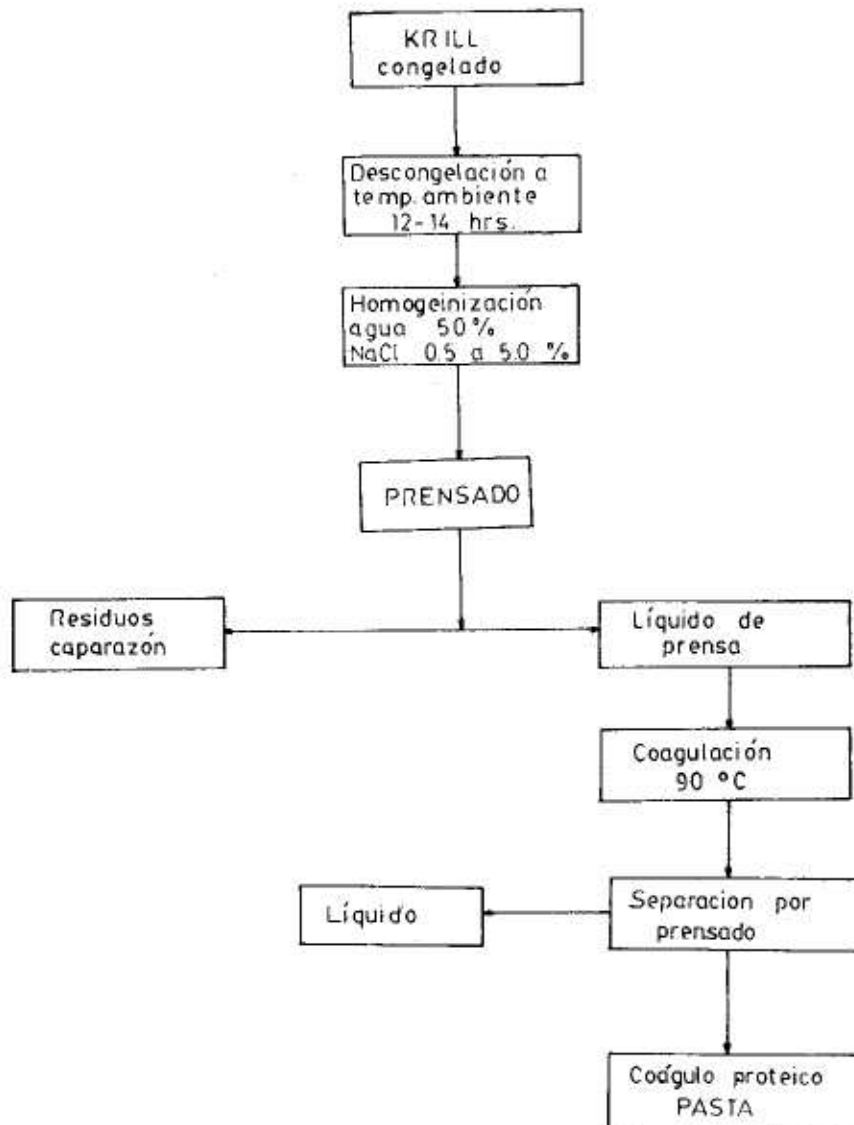 KRILL
congelado
Descongelación a
temp. ambiente
12-14 hrs.
Homogeinización
agua 50%
NaCl 0.5 a 5.0 %
PRENSADO
Residuos
caparazón
Líquido de
prensa
Coagulación
90 °C
Líquido
Separacion por
prensado
Coágulo proteico
PASTA